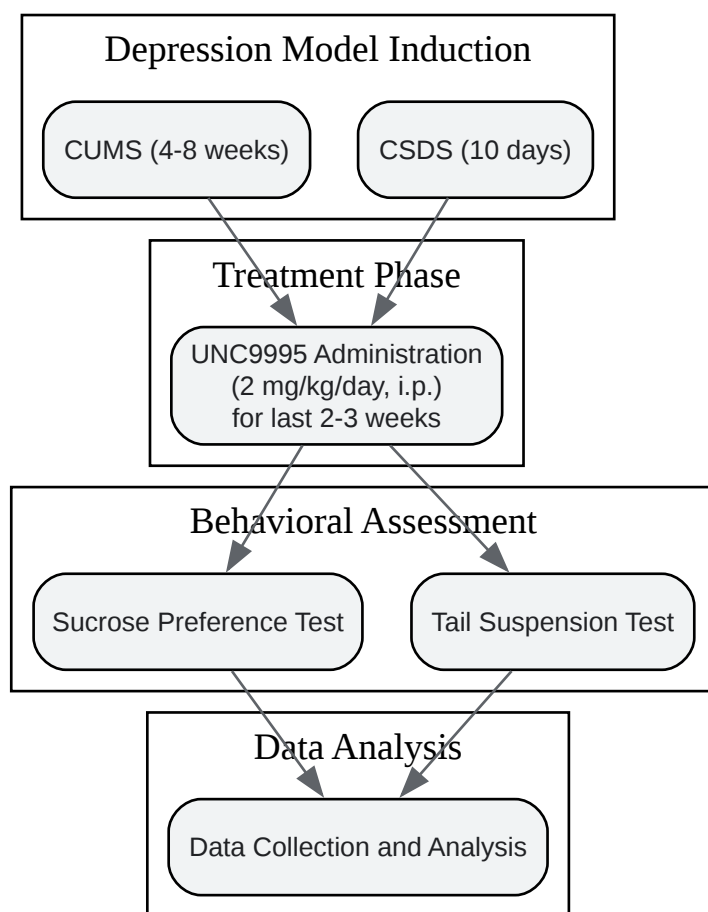 Depression Model Induction
CUMS (4-8 weeks)
CSDS (10 days)
Treatment Phase
UNC9995 Administration
(2 mg/kg/day, i.p.)
for last 2-3 weeks
Behavioral Assessment
Sucrose Preference Test
Tail Suspension Test
Data Analysis
Data Collection and Analysis